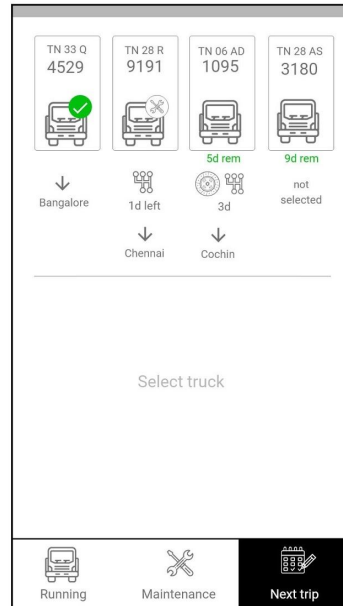 TN 33 Q
4529
TN 28 R
9191
TN 06 AD
1095
TN 28 AS
3180
5d rem
9d rem
Bangalore
1d left
3d
not
selected
Chennai
Cochin
Select truck
Running
Maintenance
Next trip